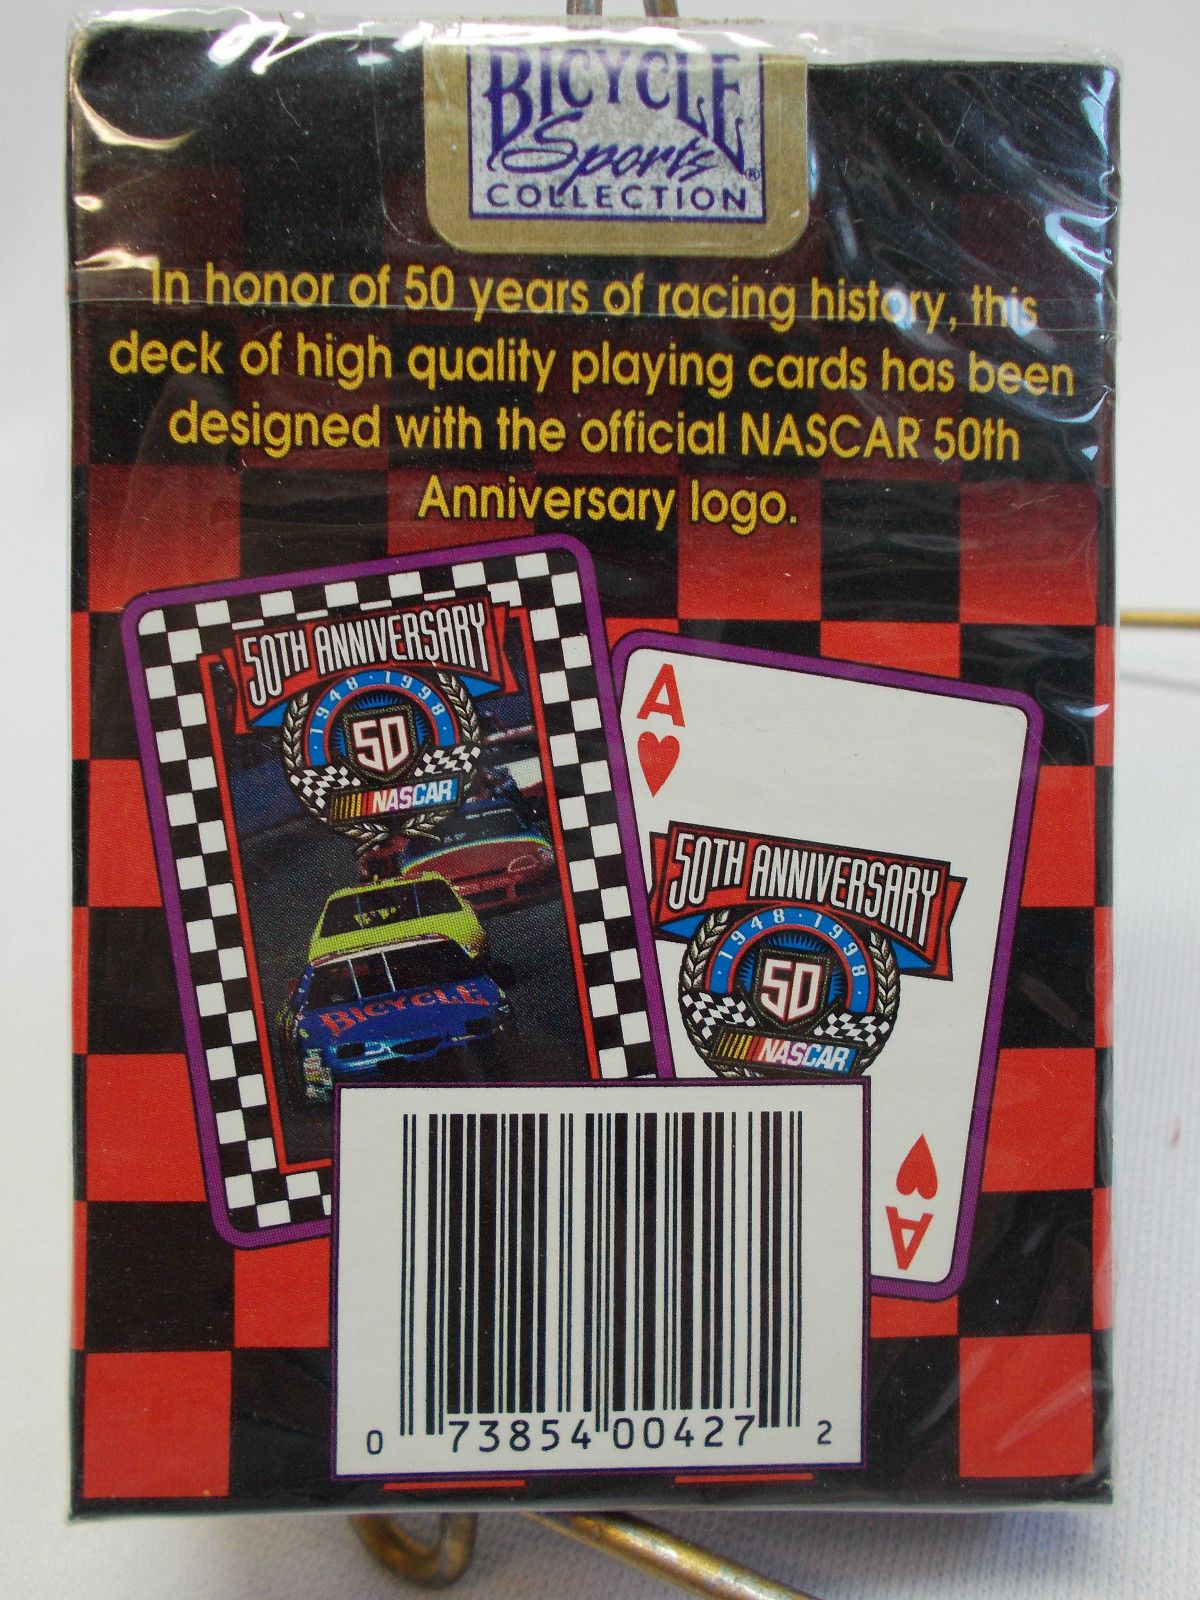 BICYCLE
Sports®
COLLECTION
In honor of 50 years of racing history, this
deck of high quality playing cards has been
designed with the official NASCAR 50th
Anniversary logo.
50TH ANNIVERSARY
1948 · 1998
50
NASCAR
BICYCLE
A
50TH ANNIVERSARY
1948 · 1998
50
NASCAR
A
0 73854 00427 2